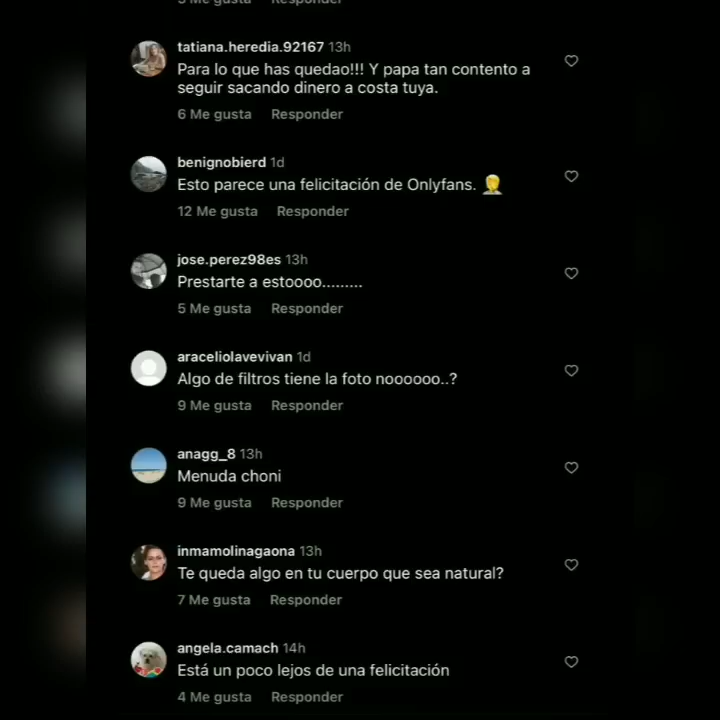 5 Me gusta Responder
tatiana.heredia.92167 13h
Para lo que has quedao!!! Y papa tan contento a
seguir sacando dinero a costa tuya.
6 Me gusta Responder
benignobierd 1d
Esto parece una felicitación de Onlyfans. 🤦
12 Me gusta Responder
jose.perez98es 13h
Prestarte a estoooo.........
5 Me gusta Responder
araceliolavevivan 1d
Algo de filtros tiene la foto noooooo..?
9 Me gusta Responder
anagg_8 13h
Menuda choni
9 Me gusta Responder
inmamolinagaona 13h
Te queda algo en tu cuerpo que sea natural?
7 Me gusta Responder
angela.camach 14h
Está un poco lejos de una felicitación
4 Me gusta Responder